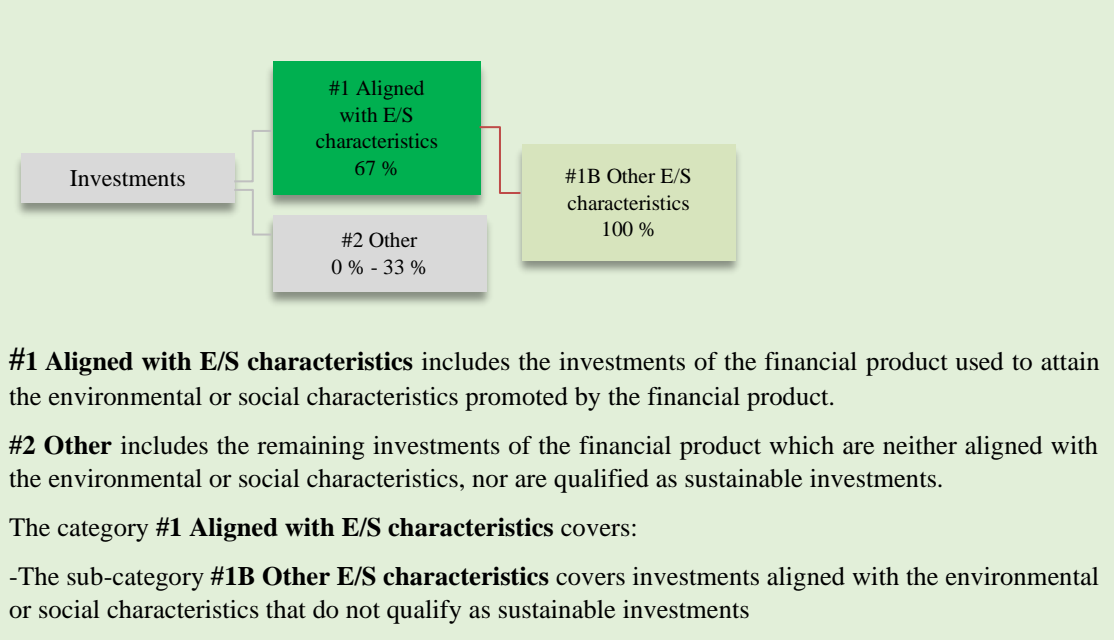 #1 Aligned
with E/S
characteristics
67 %
Investments
#1B Other E/S
characteristics
100 %
#2 Other
0 % - 33 %
#1 Aligned with E/S characteristics includes the investments of the financial product used to attain
the environmental or social characteristics promoted by the financial product.
#2 Other includes the remaining investments of the financial product which are neither aligned with
the environmental or social characteristics, nor are qualified as sustainable investments.
The category #1 Aligned with E/S characteristics covers:
-The sub-category #1B Other E/S characteristics covers investments aligned with the environmental
or social characteristics that do not qualify as sustainable investments